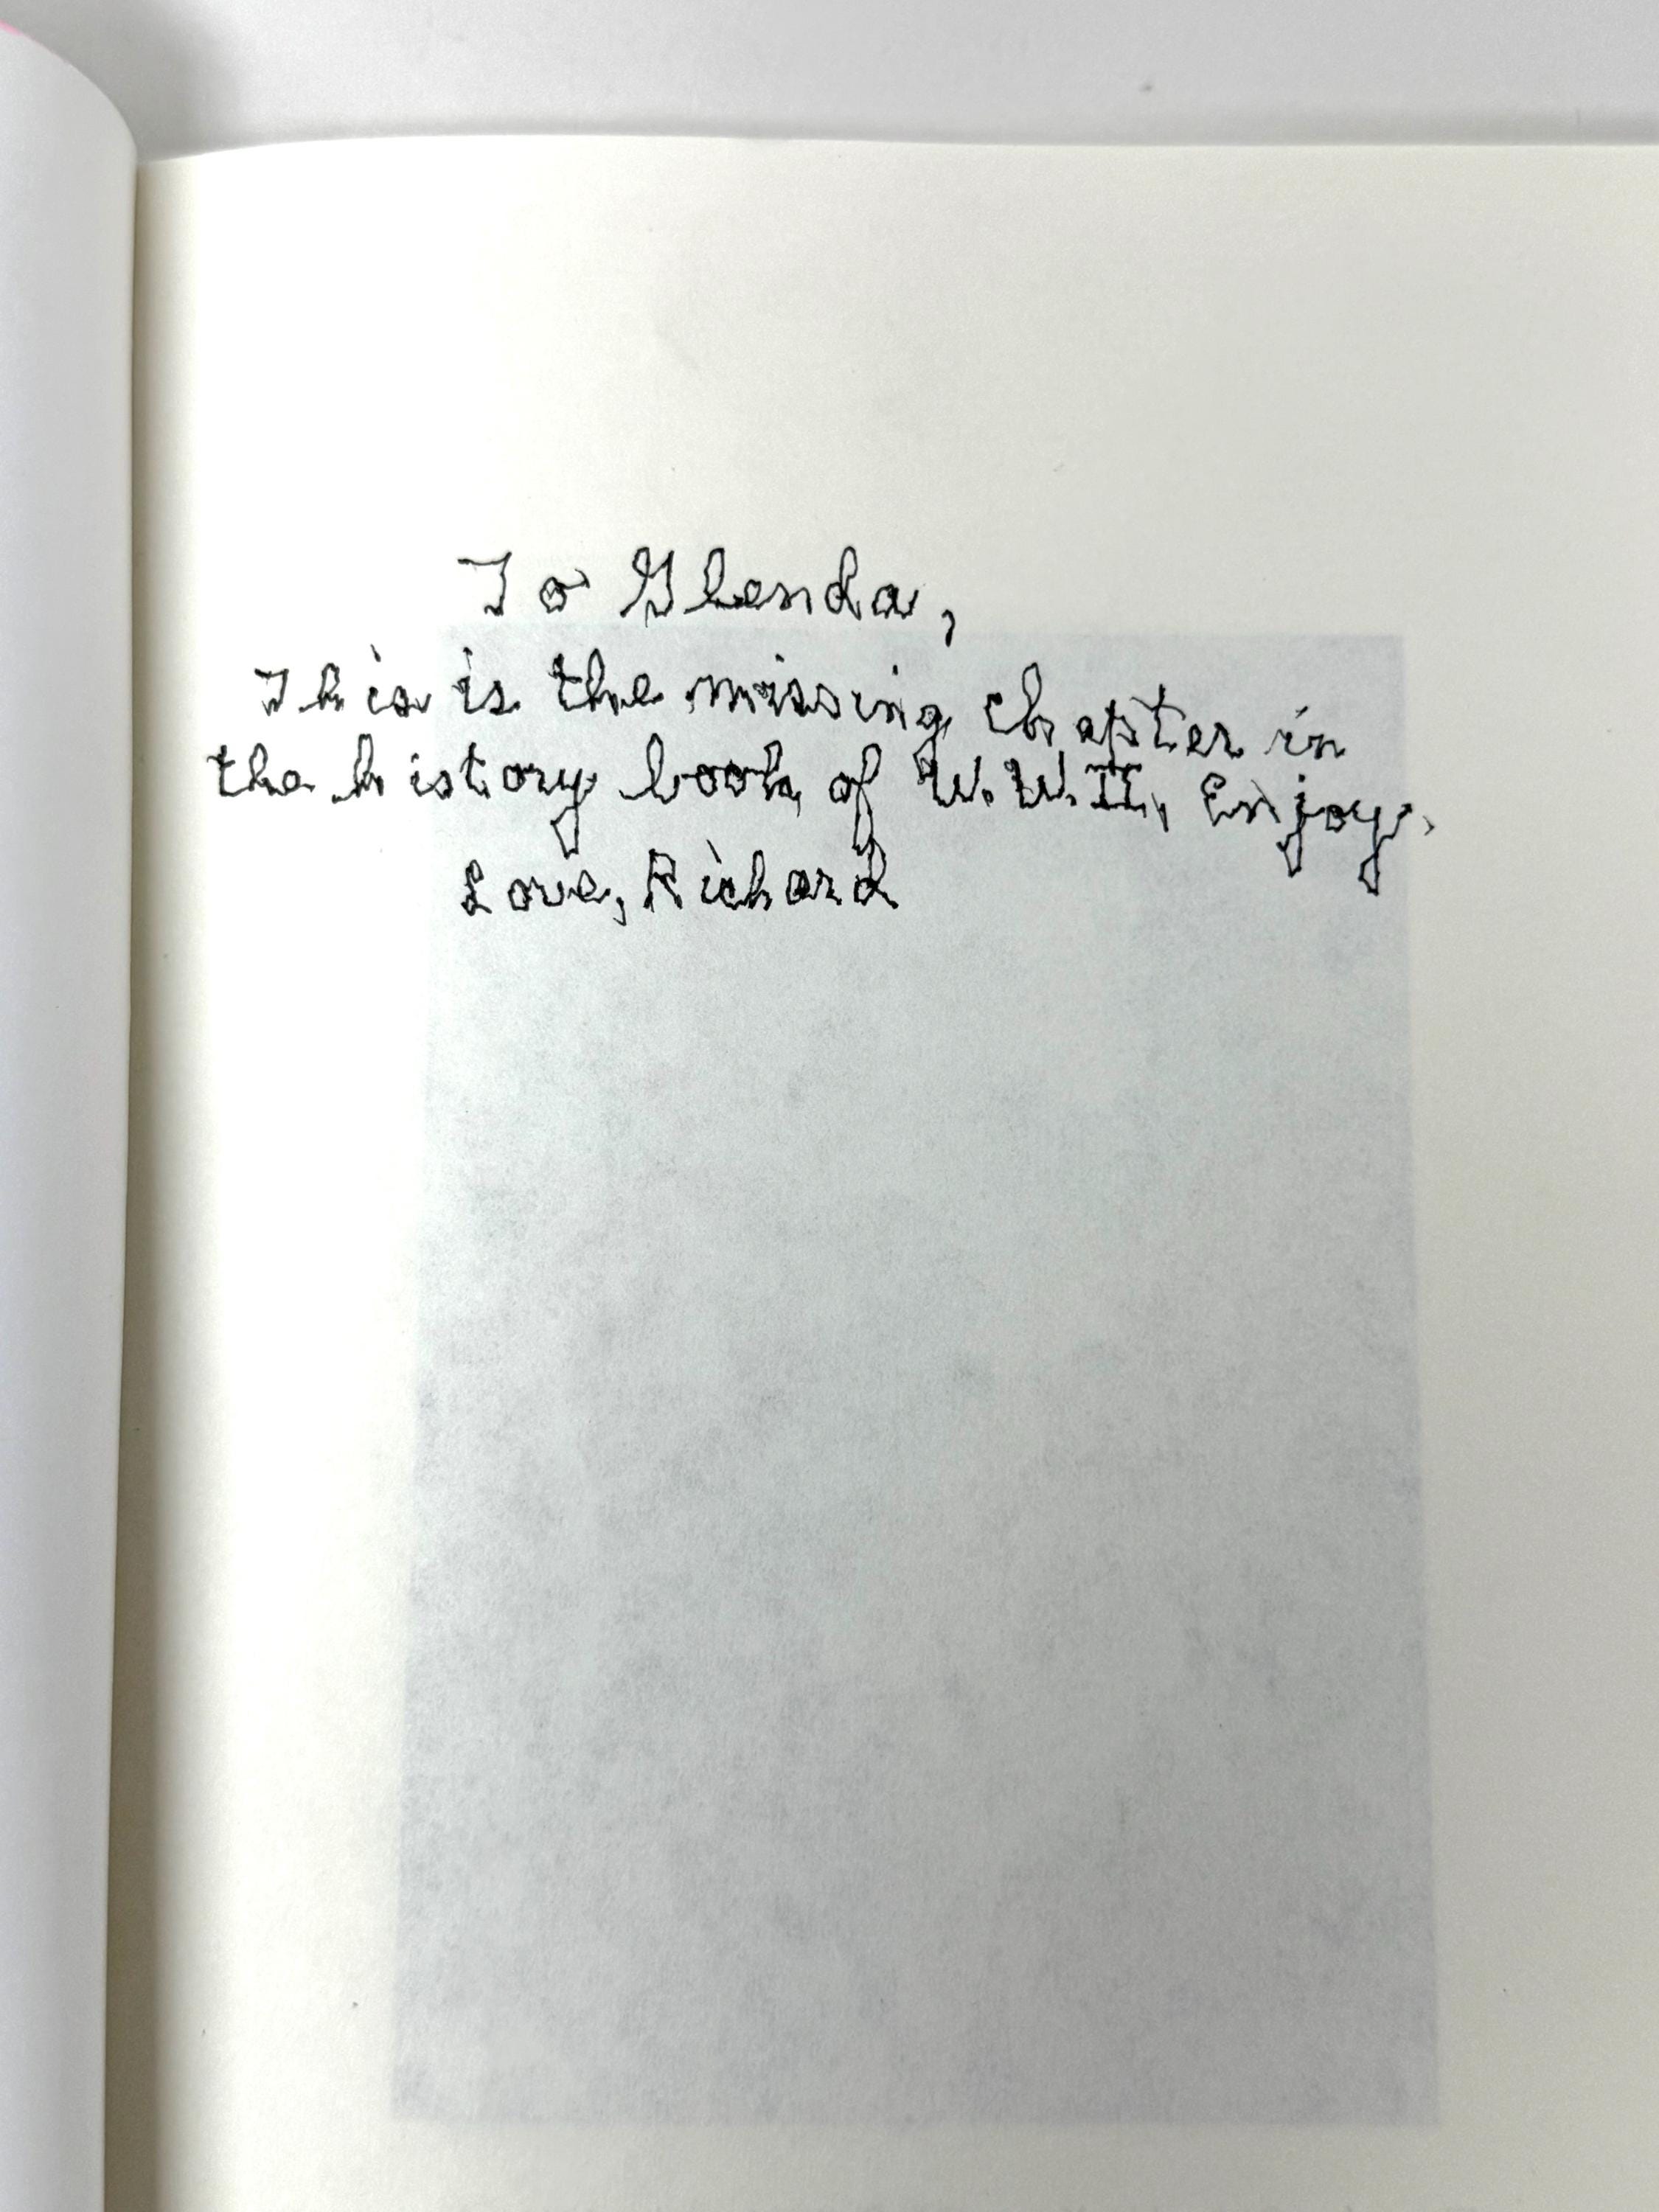 To Glenda,
This is the missing chapter in
the history book of W.W.II, Enjoy,
Love, Richard